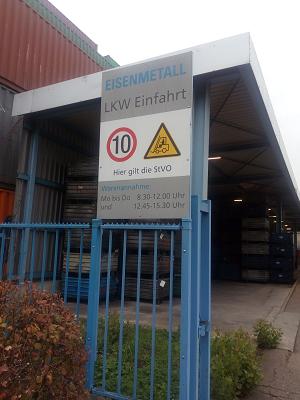 EISENMETALL
LKW Einfahrt
10
Hier gilt die StVO
Warenannahme:
Mo bis Do 8.30-12.00 Uhr
und 12.45-15.30 Uhr